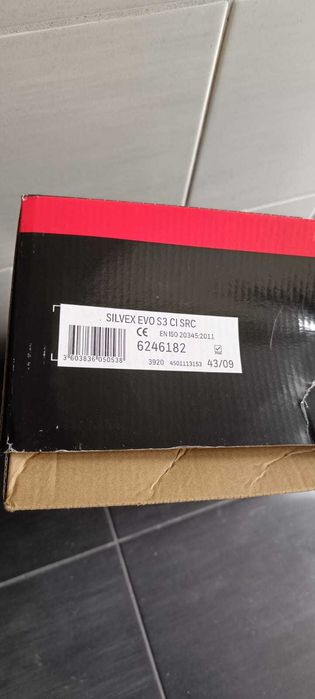 SILVEX EVO S3 CI SRC
CE EN ISO 20345:2011
6246182
3 603836 050538
3920 4501113153 43/09